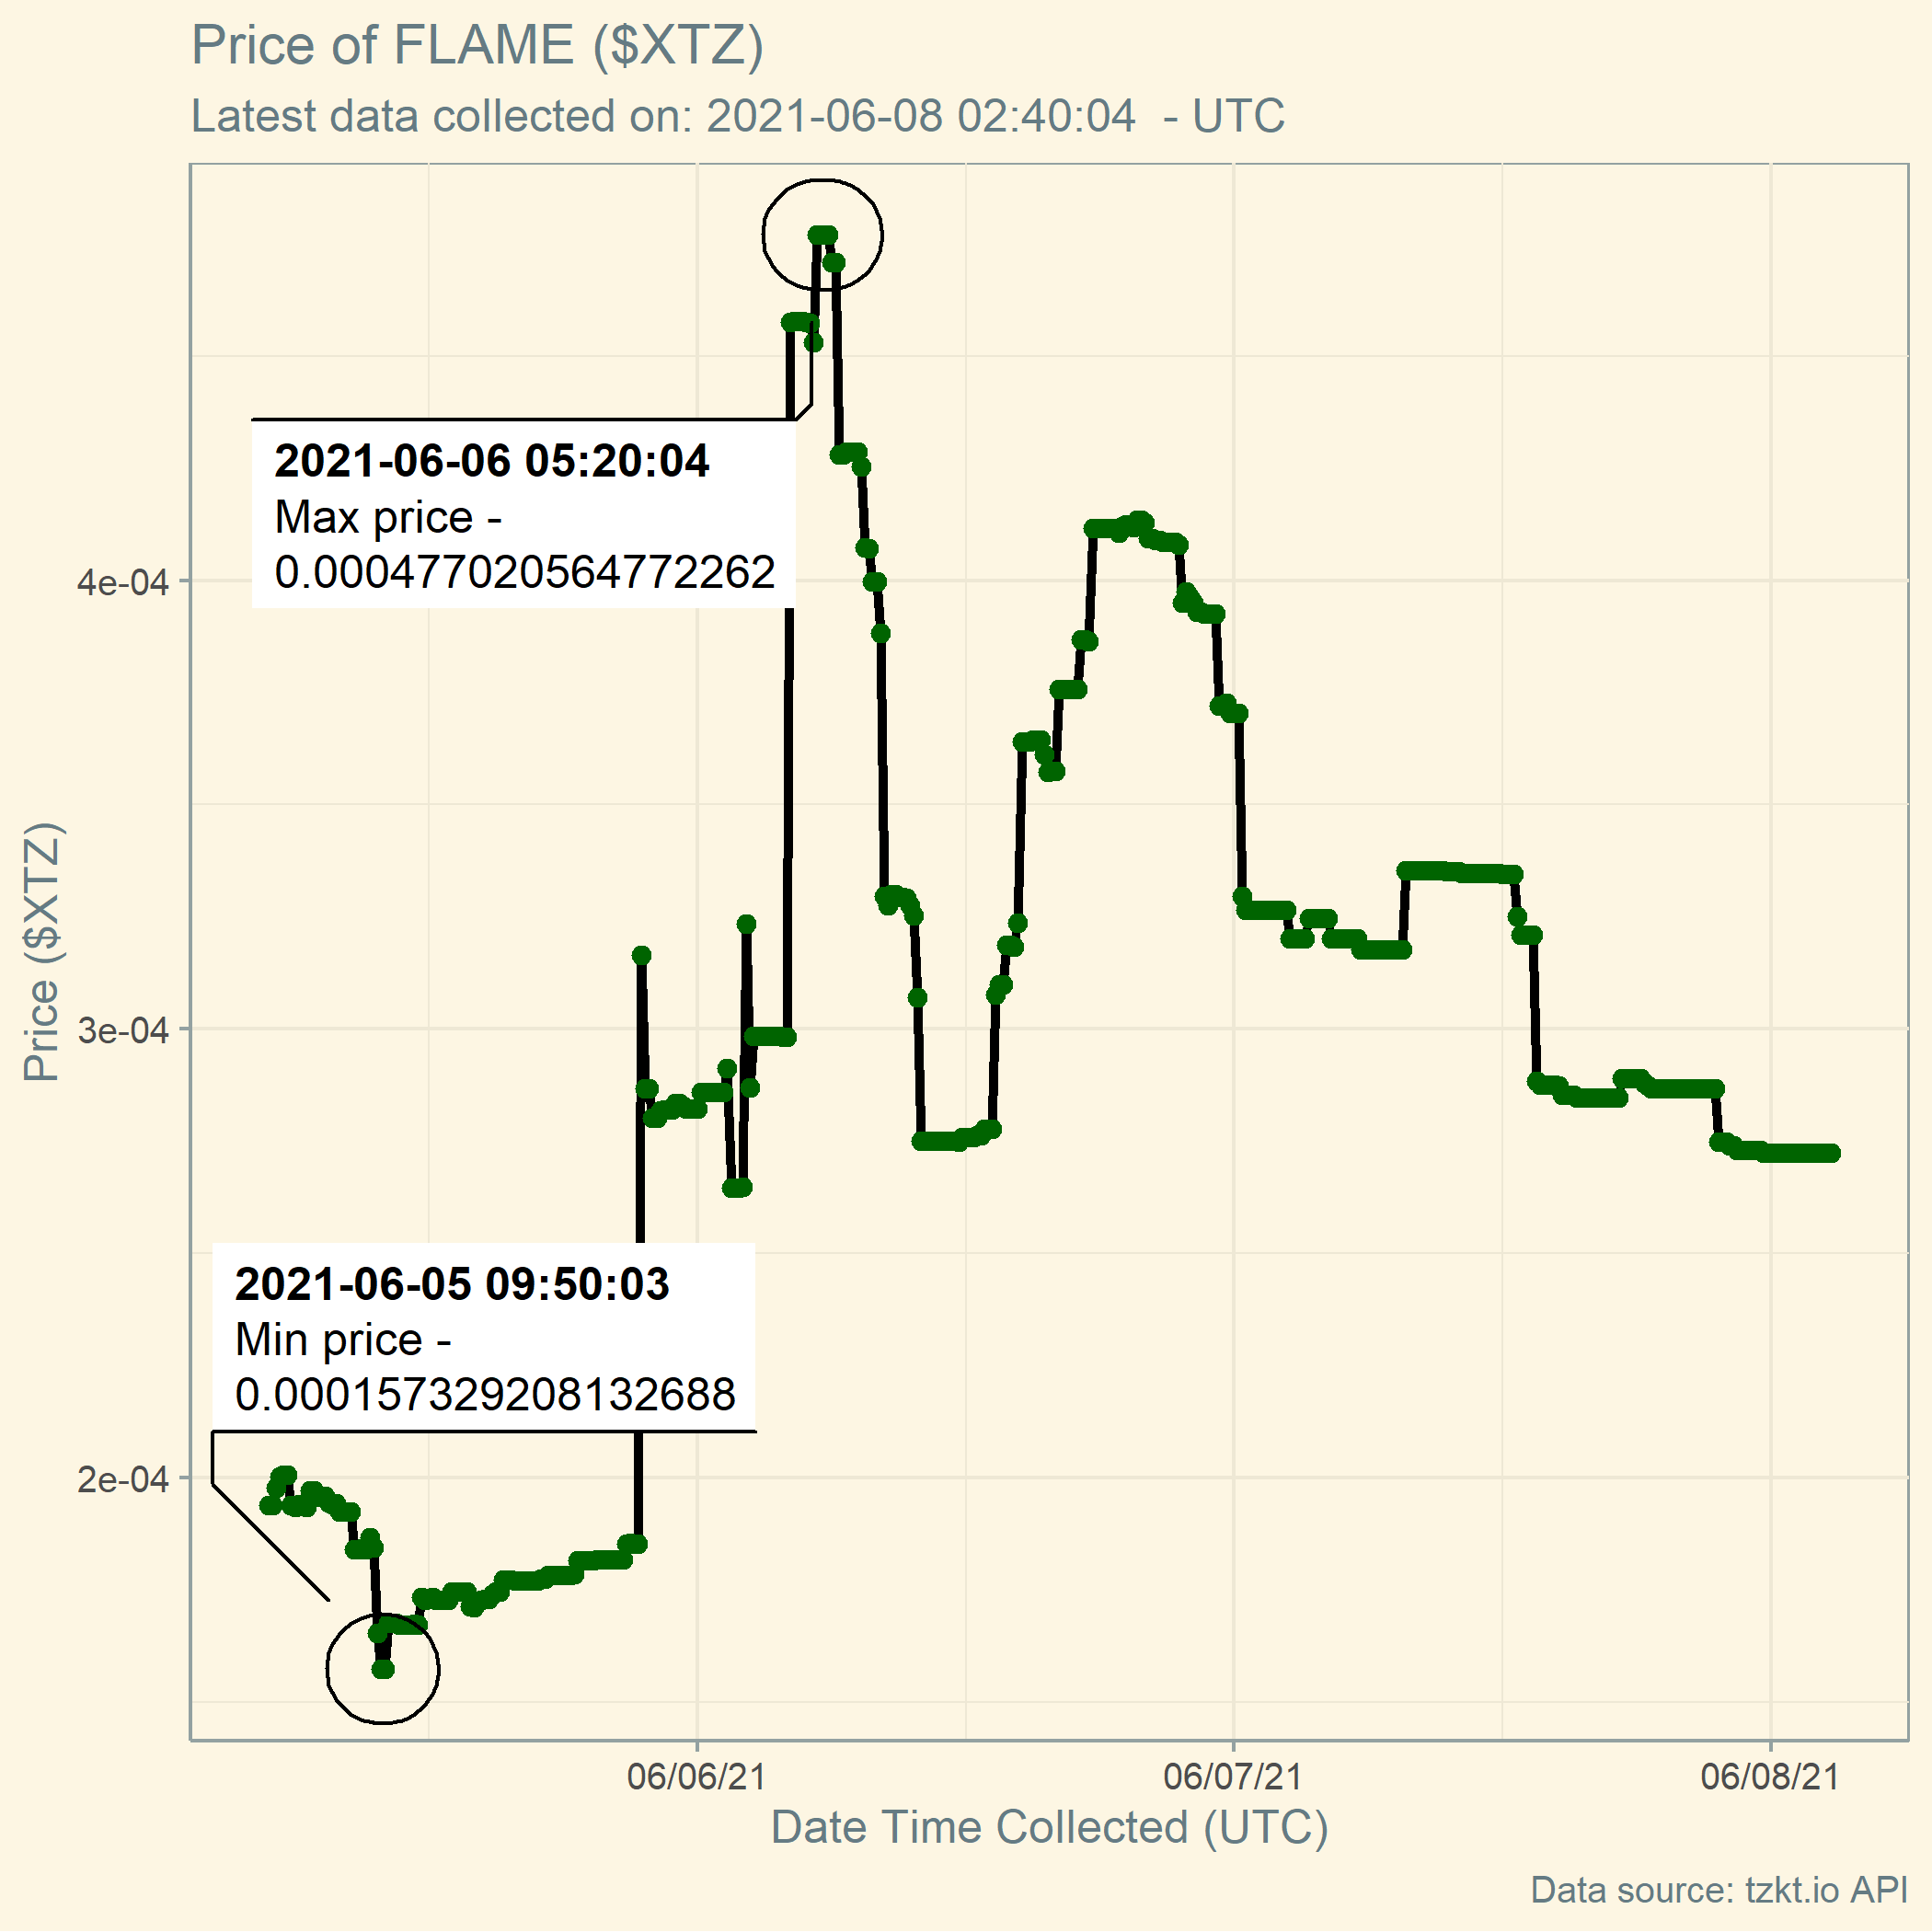 Price of FLAME ($XTZ)
Latest data collected on: 2021-06-08 02:40:04  - UTC
2021-06-06 05:20:04
Max price -
0.000477020564772262
4e-04
Price ($XTZ)
3e-04
2021-06-05 09:50:03
Min price -
0.000157329208132688
2e-04
06/06/21
06/07/21
06/08/21
Date Time Collected (UTC)
Data source: tzkt.io API